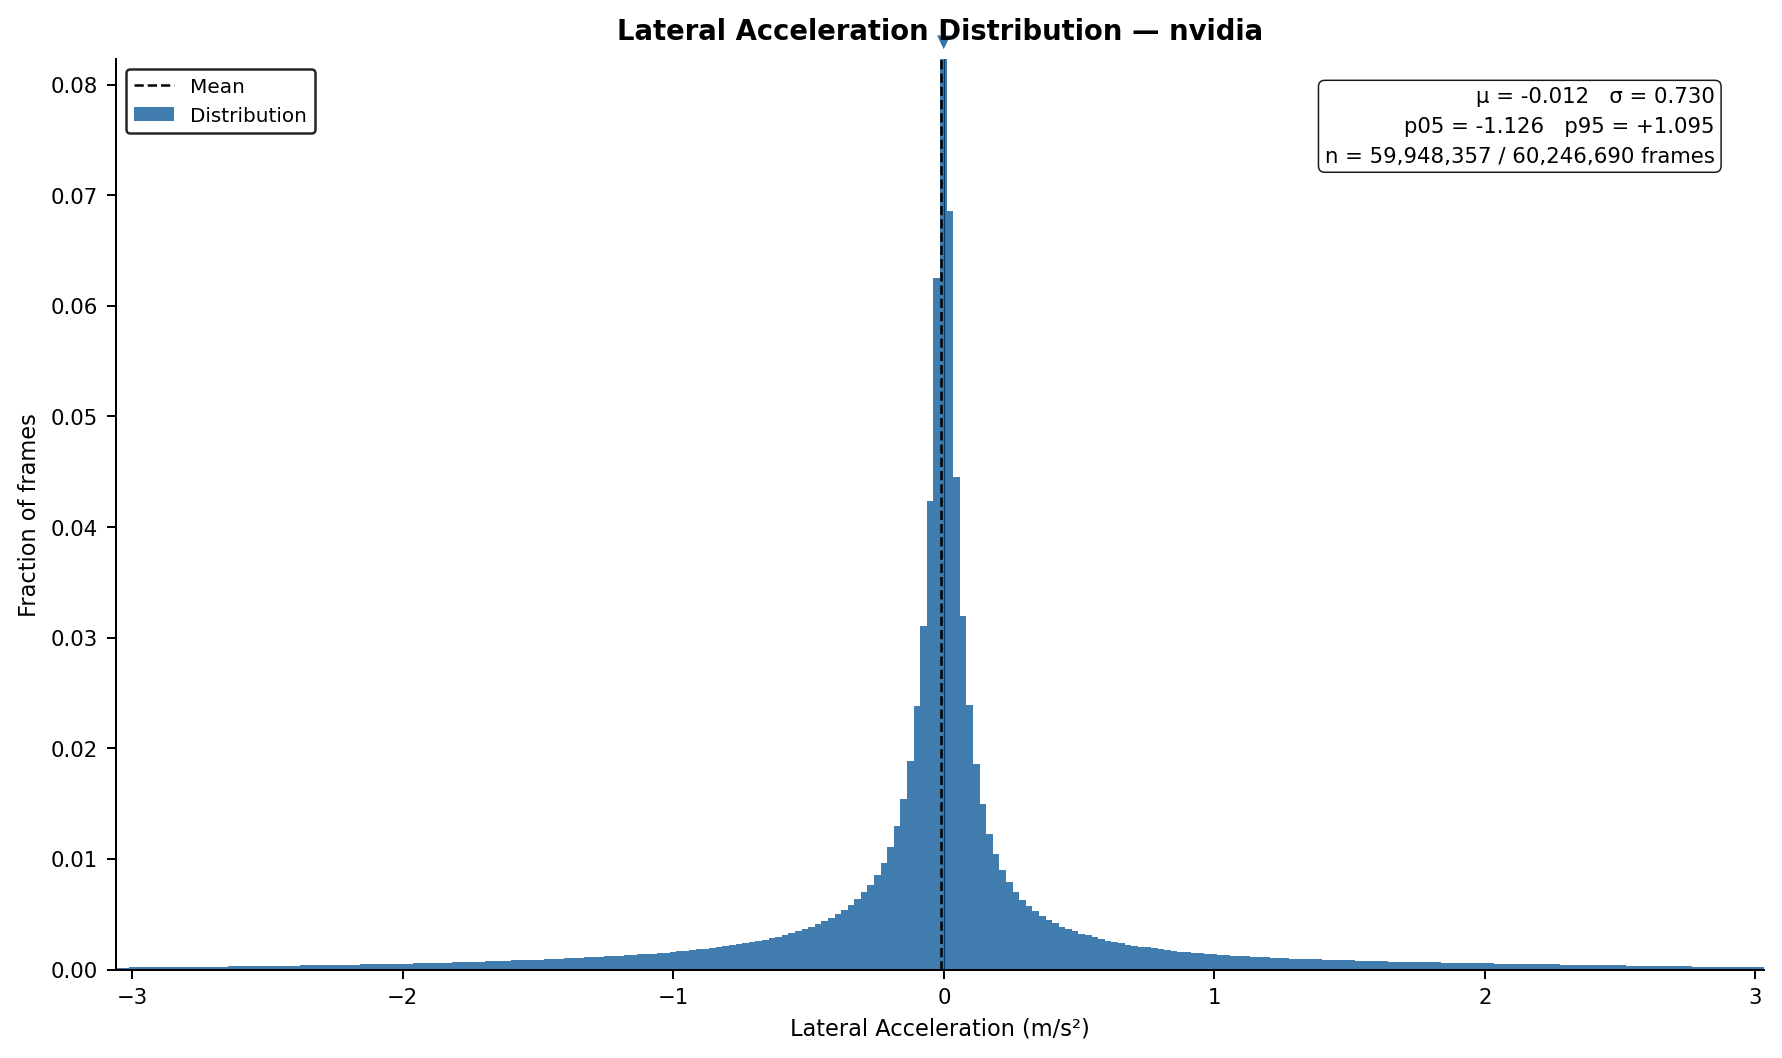 Lateral Acceleration Distribution — nvidia
Mean
Distribution
μ = -0.012   σ = 0.730
p05 = -1.126   p95 = +1.095
n = 59,948,357 / 60,246,690 frames
Fraction of frames
0.08
0.07
0.06
0.05
0.04
0.03
0.02
0.01
0.00
−3
−2
−1
0
1
2
3
Lateral Acceleration (m/s²)